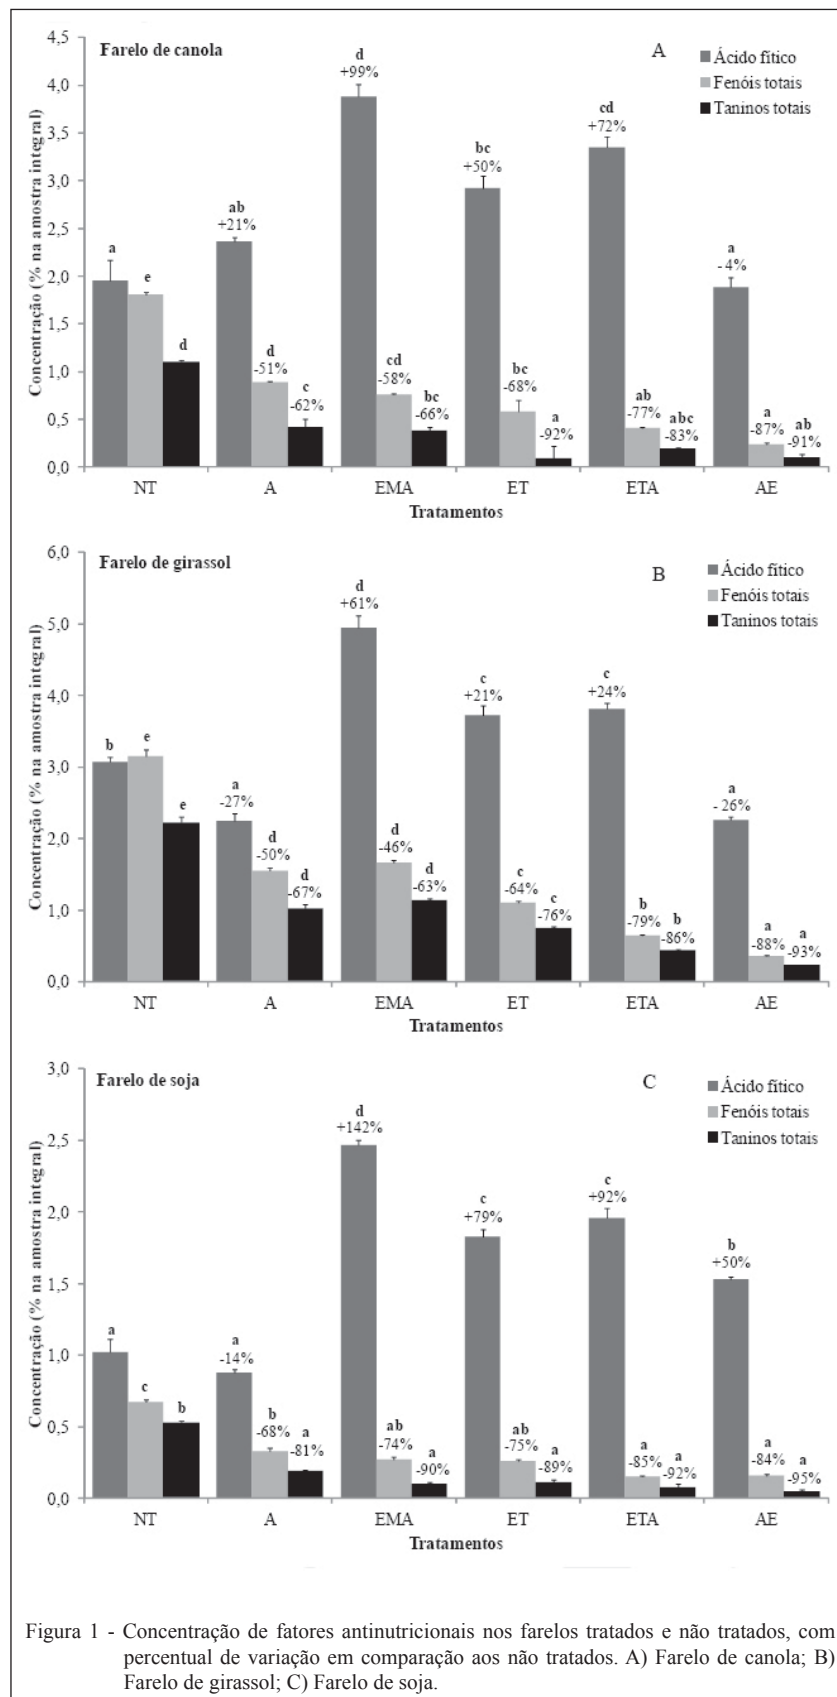 Farelo de canola
A
Ácido fítico
Fenóis totais
Taninos totais
Concentração (% na amostra integral)
4,5
4,0
3,5
3,0
2,5
2,0
1,5
1,0
0,5
0,0
a
e
d
ab
+21%
d
-51%
c
-62%
d
+99%
cd
-58%
bc
-66%
bc
+50%
bc
-68%
a
-92%
cd
+72%
ab
-77%
abc
-83%
a
- 4%
a
-87%
ab
-91%
NT A EMA ET ETA AE
Tratamentos
Farelo de girassol
B
Ácido fítico
Fenóis totais
Taninos totais
Concentração (% na amostra integral)
6,0
5,0
4,0
3,0
2,0
1,0
0,0
b
e
e
a
-27%
d
-50%
d
-67%
d
+61%
d
-46%
d
-63%
c
+21%
c
-64%
c
-76%
c
+24%
b
-79%
b
-86%
a
- 26%
a
-88%
a
-93%
NT A EMA ET ETA AE
Tratamentos
Farelo de soja
C
Ácido fítico
Fenóis totais
Taninos totais
Concentração (% na amostra integral)
3,0
2,5
2,0
1,5
1,0
0,5
0,0
a
c
b
a
-14%
b
-68%
a
-81%
d
+142%
ab
-74%
a
-90%
c
+79%
ab
-75%
a
-89%
c
+92%
a
-85%
a
-92%
b
+50%
a
-84%
a
-95%
NT A EMA ET ETA AE
Tratamentos
Figura 1 - Concentração de fatores antinutricionais nos farelos tratados e não tratados, com
percentual de variação em comparação aos não tratados. A) Farelo de canola; B)
Farelo de girassol; C) Farelo de soja.